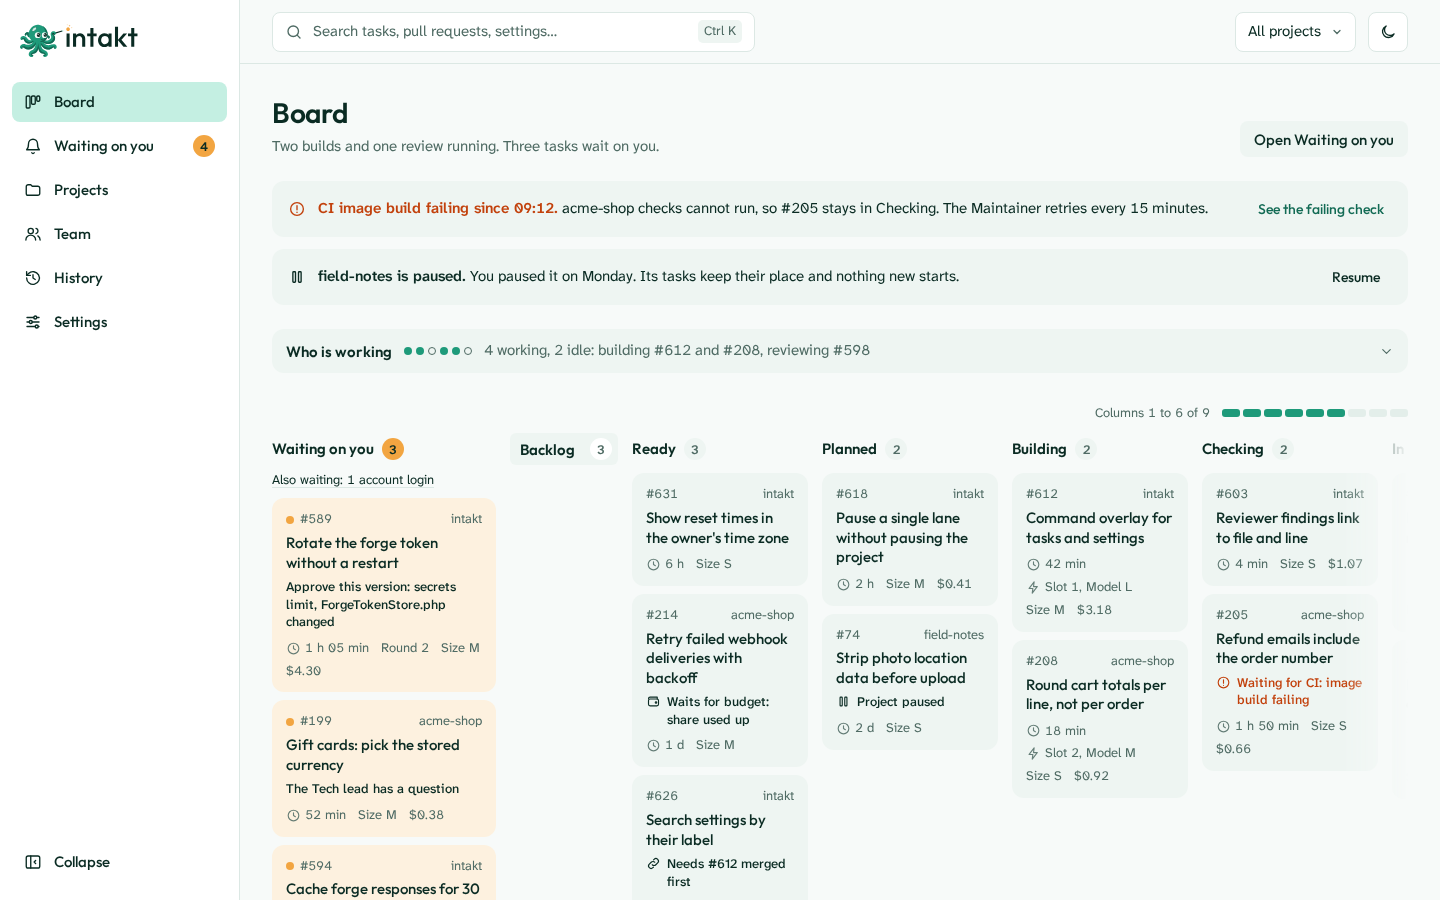 intakt
Search tasks, pull requests, settings...
Ctrl K
All projects
Board
Waiting on you 4
Projects
Team
History
Settings
Collapse
Board
Two builds and one review running. Three tasks wait on you.
Open Waiting on you
CI image build failing since 09:12. acme-shop checks cannot run, so #205 stays in Checking. The Maintainer retries every 15 minutes.
See the failing check
field-notes is paused. You paused it on Monday. Its tasks keep their place and nothing new starts.
Resume
Who is working
4 working, 2 idle: building #612 and #208, reviewing #598
Columns 1 to 6 of 9
Waiting on you 3
Also waiting: 1 account login
#589 intakt
Rotate the forge token
without a restart
Approve this version: secrets
limit, ForgeTokenStore.php
changed
1 h 05 min Round 2 Size M
$4.30
#199 acme-shop
Gift cards: pick the stored
currency
The Tech lead has a question
52 min Size M $0.38
#594 intakt
Cache forge responses for 30
Backlog 3
Ready 3
#631 intakt
Show reset times in
the owner's time zone
6 h Size S
#214 acme-shop
Retry failed webhook
deliveries with
backoff
Waits for budget:
share used up
1 d Size M
#626 intakt
Search settings by
their label
Needs #612 merged
first
Planned 2
#618 intakt
Pause a single lane
without pausing the
project
2 h Size M $0.41
#74 field-notes
Strip photo location
data before upload
Project paused
2 d Size S
Building 2
#612 intakt
Command overlay for
tasks and settings
42 min
Slot 1, Model L
Size M $3.18
#208 acme-shop
Round cart totals per
line, not per order
18 min
Slot 2, Model M
Size S $0.92
Checking 2
#603 intakt
Reviewer findings link
to file and line
4 min Size S $1.07
#205 acme-shop
Refund emails include
the order number
Waiting for CI: image
build failing
1 h 50 min Size S
$0.66
In